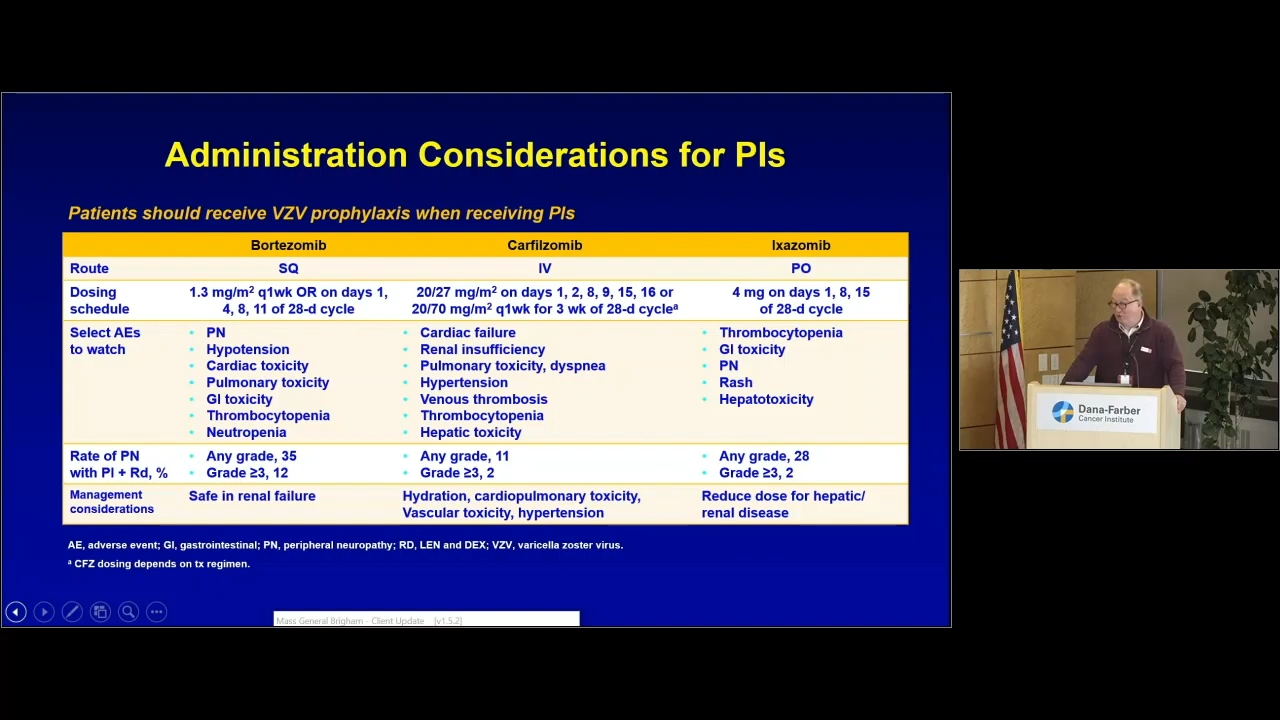 Administration Considerations for PIs
Patients should receive VZV prophylaxis when receiving PIs
Bortezomib Carfilzomib Ixazomib
Route SQ IV PO
Dosing schedule 1.3 mg/m² q1wk OR on days 1, 4, 8, 11 of 28-d cycle 20/27 mg/m² on days 1, 2, 8, 9, 15, 16 or 20/70 mg/m² q1wk for 3 wk of 28-d cycleᵃ 4 mg on days 1, 8, 15 of 28-d cycle
Select AEs to watch
• PN
• Hypotension
• Cardiac toxicity
• Pulmonary toxicity
• GI toxicity
• Thrombocytopenia
• Neutropenia
• Cardiac failure
• Renal insufficiency
• Pulmonary toxicity, dyspnea
• Hypertension
• Venous thrombosis
• Thrombocytopenia
• Hepatic toxicity
• Thrombocytopenia
• GI toxicity
• PN
• Rash
• Hepatotoxicity
Rate of PN with PI + Rd, %
• Any grade, 35
• Grade ≥3, 12
• Any grade, 11
• Grade ≥3, 2
• Any grade, 28
• Grade ≥3, 2
Management considerations
Safe in renal failure
Hydration, cardiopulmonary toxicity,
Vascular toxicity, hypertension
Reduce dose for hepatic/
renal disease
AE, adverse event; GI, gastrointestinal; PN, peripheral neuropathy; RD, LEN and DEX; VZV, varicella zoster virus.
ᵃ CFZ dosing depends on tx regimen.
Mass General Brigham - Client Update [v1.5.2]
Dana-Farber
Cancer Institute